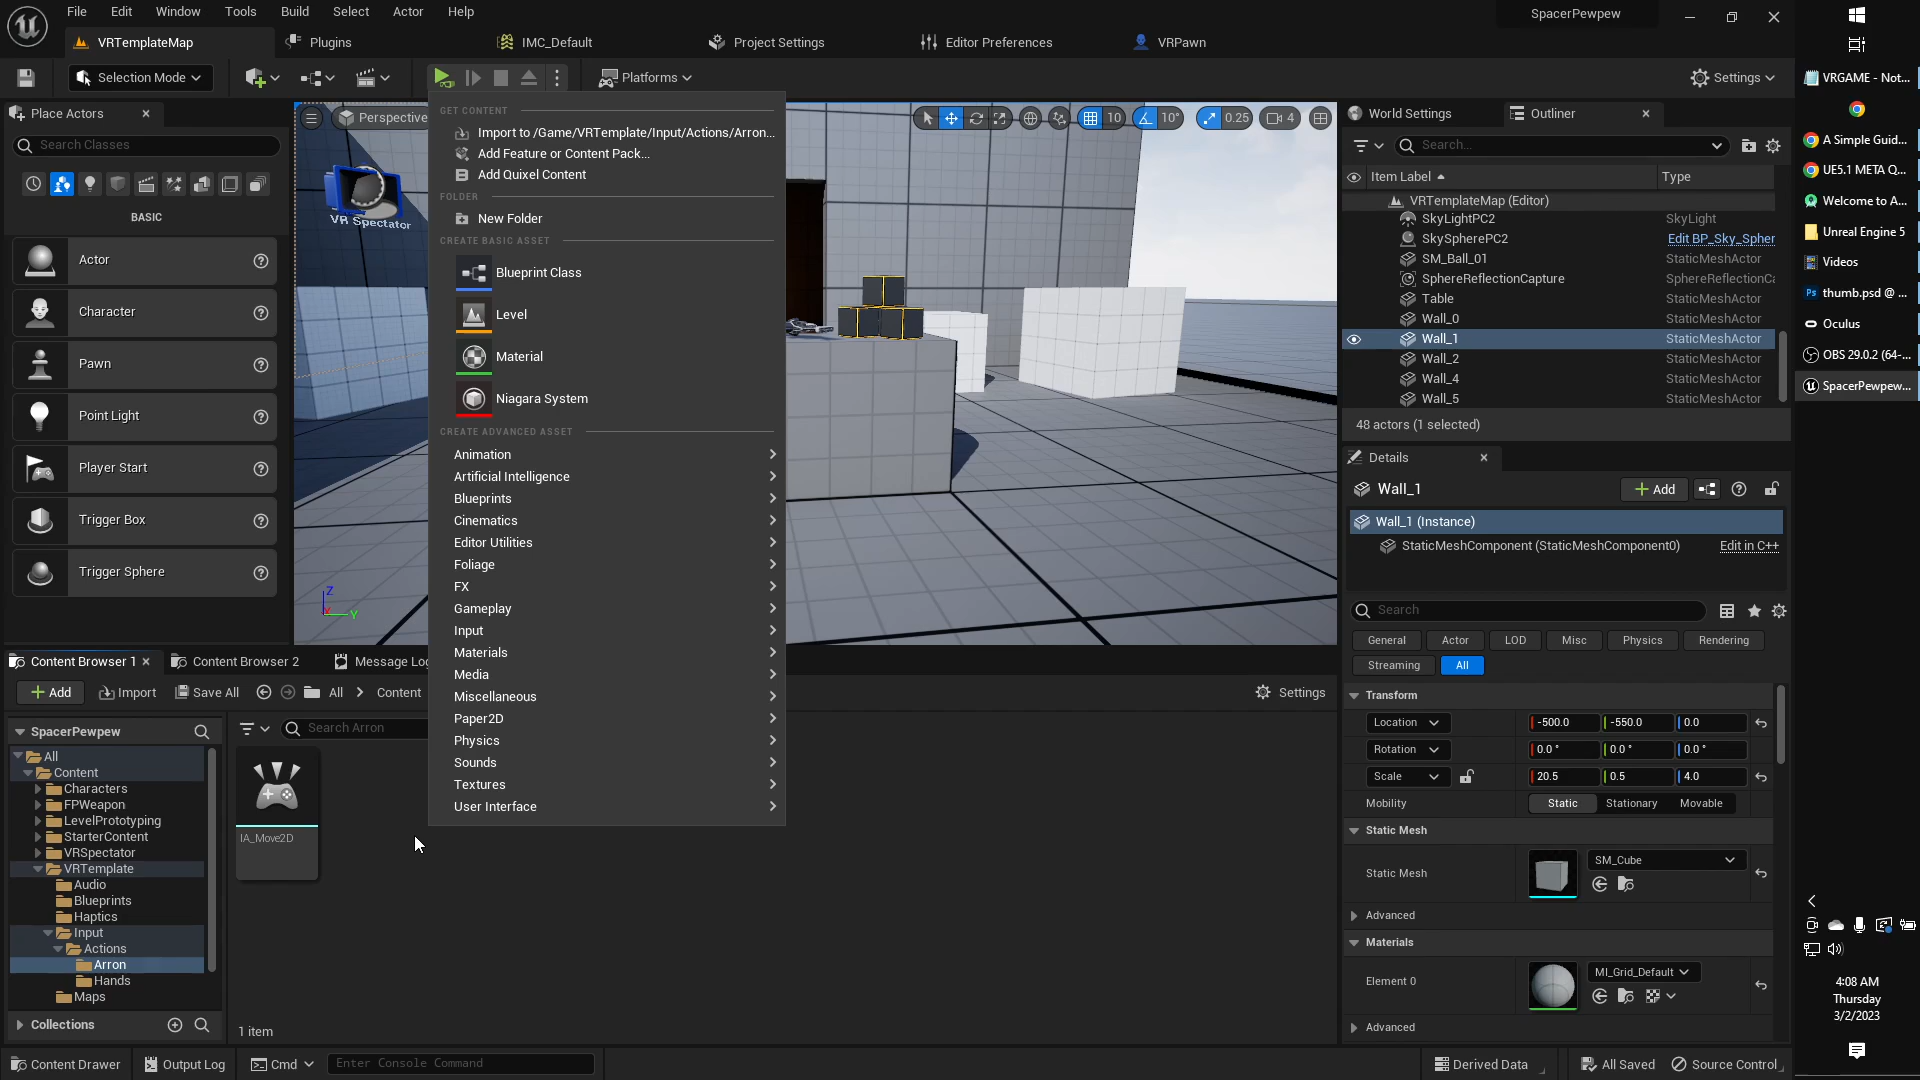 File Edit Window Tools Build Select Actor Help
SpacerPewpew
VRTemplateMap Plugins IMC_Default Project Settings Editor Preferences VRPawn
Selection Mode Platforms Settings
Place Actors
Search Classes
BASIC
Actor
Character
Pawn
Point Light
Player Start
Trigger Box
Trigger Sphere
Perspective
VR Spectator
10 10° 0.25 4
Z
Y
GET CONTENT
Import to /Game/VRTemplate/Input/Actions/Arron...
Add Feature or Content Pack...
Add Quixel Content
FOLDER
New Folder
CREATE BASIC ASSET
Blueprint Class
Level
Material
Niagara System
CREATE ADVANCED ASSET
Animation
Artificial Intelligence
Blueprints
Cinematics
Editor Utilities
Foliage
FX
Gameplay
Input
Materials
Media
Miscellaneous
Paper2D
Physics
Sounds
Textures
User Interface
World Settings Outliner
Search...
Item Label Type
VRTemplateMap (Editor)
SkyLightPC2 SkyLight
SkySpherePC2 Edit BP_Sky_Spher
SM_Ball_01 StaticMeshActor
SphereReflectionCapture SphereReflectionCa
Table StaticMeshActor
Wall_0 StaticMeshActor
Wall_1 StaticMeshActor
Wall_2 StaticMeshActor
Wall_4 StaticMeshActor
Wall_5 StaticMeshActor
48 actors (1 selected)
Details
Wall_1 Add
Wall_1 (Instance)
StaticMeshComponent (StaticMeshComponent0) Edit in C++
Search
General Actor LOD Misc Physics Rendering
Streaming All
Transform
Location -500.0 -550.0 0.0
Rotation 0.0 ° 0.0 ° 0.0 °
Scale 20.5 0.5 4.0
Mobility Static Stationary Movable
Static Mesh
Static Mesh SM_Cube
Advanced
Materials
Element 0 MI_Grid_Default
Advanced
Content Browser 1 Content Browser 2 Message Log
Add Import Save All All Content Settings
SpacerPewpew
Search Arron
All
Content
Characters
FPWeapon
LevelPrototyping
StarterContent
VRSpectator
VRTemplate
Audio
Blueprints
Haptics
Input
Actions
Arron
Hands
Maps
Collections
IA_Move2D
1 item
Content Drawer Output Log Cmd Enter Console Command Derived Data All Saved Source Control
VRGAME - Not...
A Simple Guid...
UE5.1 META Q...
Welcome to A...
Unreal Engine 5
Videos
thumb.psd @ ...
Oculus
OBS 29.0.2 (64-...
SpacerPewpew...
4:08 AM
Thursday
3/2/2023